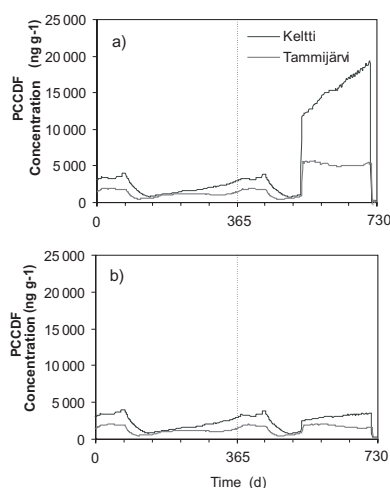 PCCDF
Concentration (ng g-1)
25 000
20 000
15 000
10 000
5 000
0
a)
Keltti
Tammijärvi
0 365 730
PCCDF
Concentration (ng g-1)
25 000
20 000
15 000
10 000
5 000
0
b)
0 365 730
Time (d)